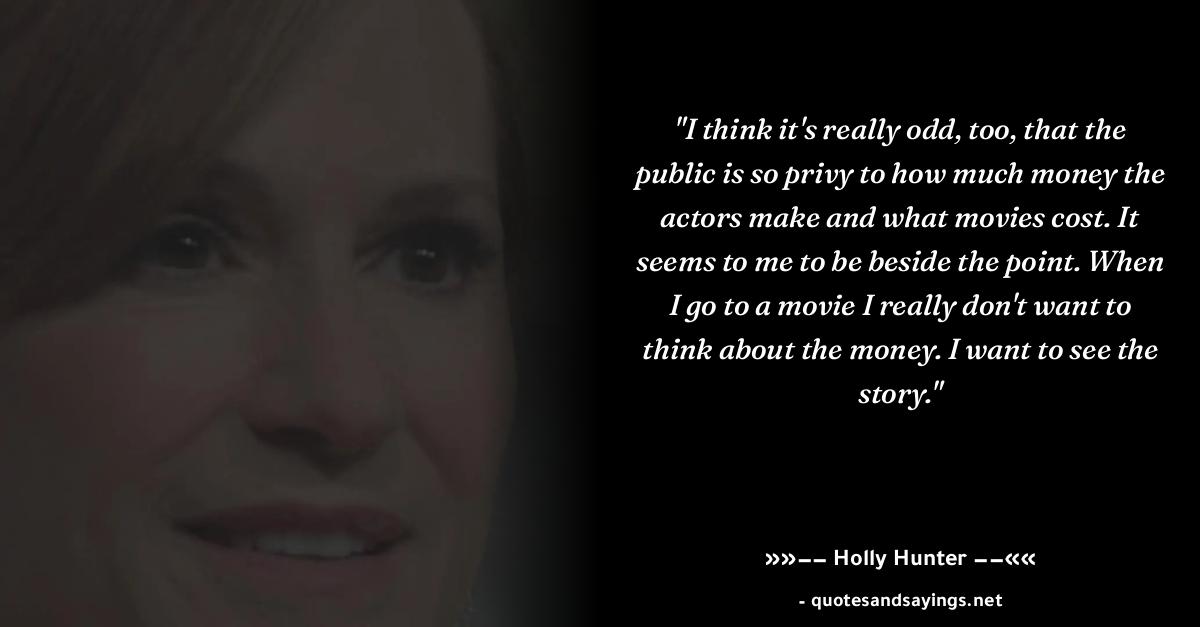 "I think it's really odd, too, that the
public is so privy to how much money the
actors make and what movies cost. It
seems to me to be beside the point. When
I go to a movie I really don't want to
think about the money. I want to see the
story."
»»−− Holly Hunter −−««
- quotesandsayings.net